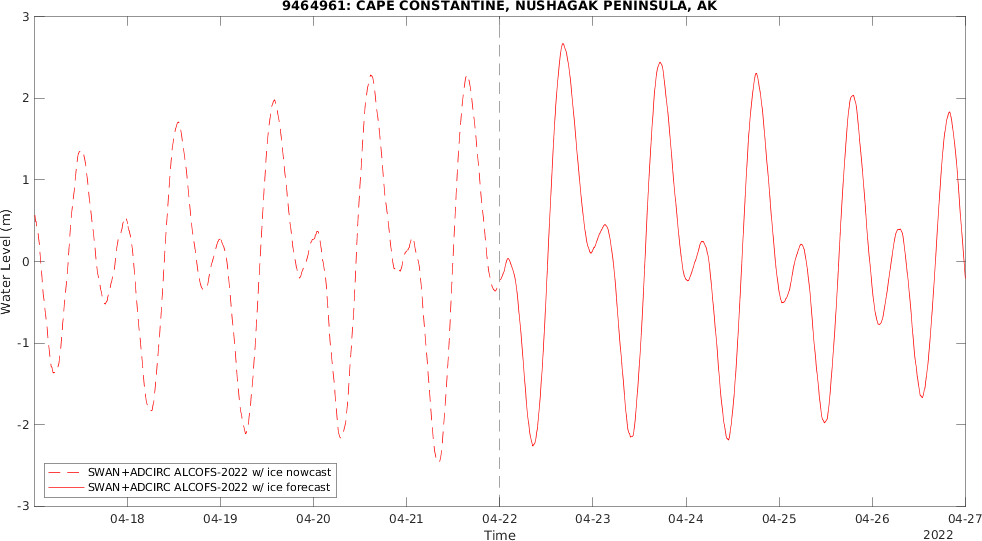 9464961: CAPE CONSTANTINE, NUSHAGAK PENINSULA, AK
3
2
1
0
-1
-2
-3
Water Level (m)
SWAN+ADCIRC ALCOFS-2022 w/ ice nowcast
SWAN+ADCIRC ALCOFS-2022 w/ ice forecast
04-18 04-19 04-20 04-21 04-22 04-23 04-24 04-25 04-26 04-27
Time
2022